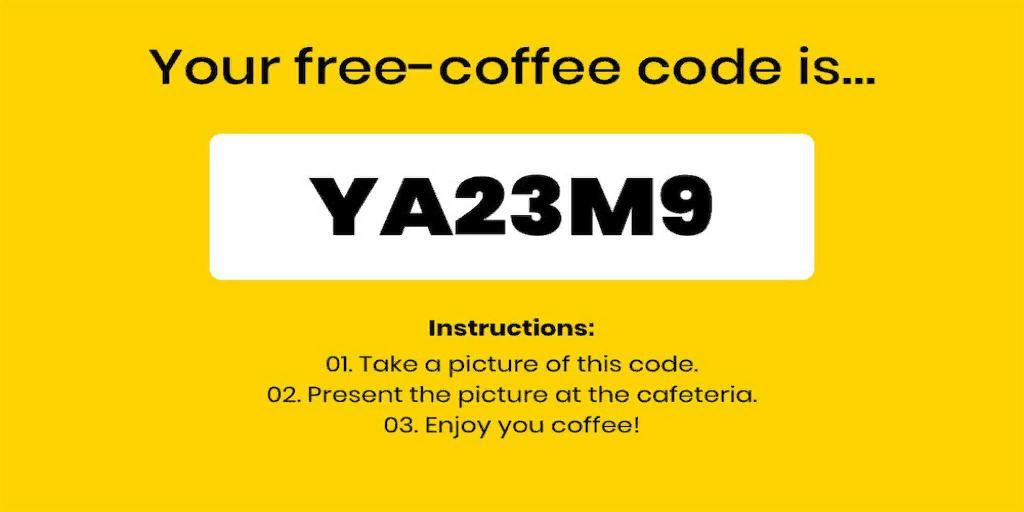 Your free-coffee code is...
YA23M9
Instructions:
01. Take a picture of this code.
02. Present the picture at the cafeteria.
03. Enjoy you coffee!